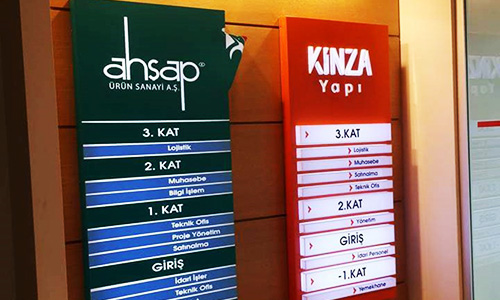 ahşap
ÜRÜN SANAYİ A.Ş.
3. KAT
Lojistik
2. KAT
Muhasebe
Bilgi İşlem
1. KAT
Teknik Ofis
Proje Yönetim
Satınalma
GİRİŞ
İdari İşler
Teknik Ofis
KİNZA
Yapı
3.KAT
Lojistik
Muhasebe
Satınalma
Teknik Ofis
2.KAT
Yönetim
GİRİŞ
İdari Personel
-1.KAT
Yemekhane